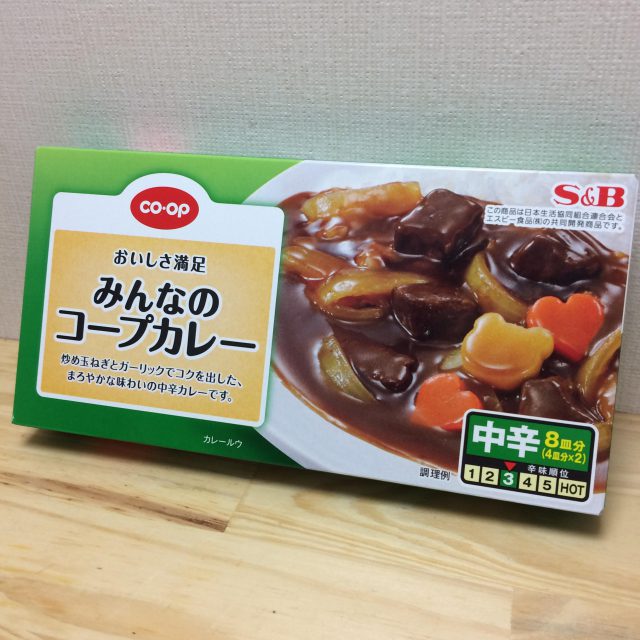 co·op
おいしさ満足
みんなの
コープカレー
炒め玉ねぎとガーリックでコクを出した、
まろやかな味わいの中辛カレーです。
カレールウ
S&B
この商品は日本生活協同組合連合会と
エスビー食品㈱の共同開発商品です。
調理例
中辛 8皿分
(4皿分×2)
辛味順位
1 2 3 4 5 HOT